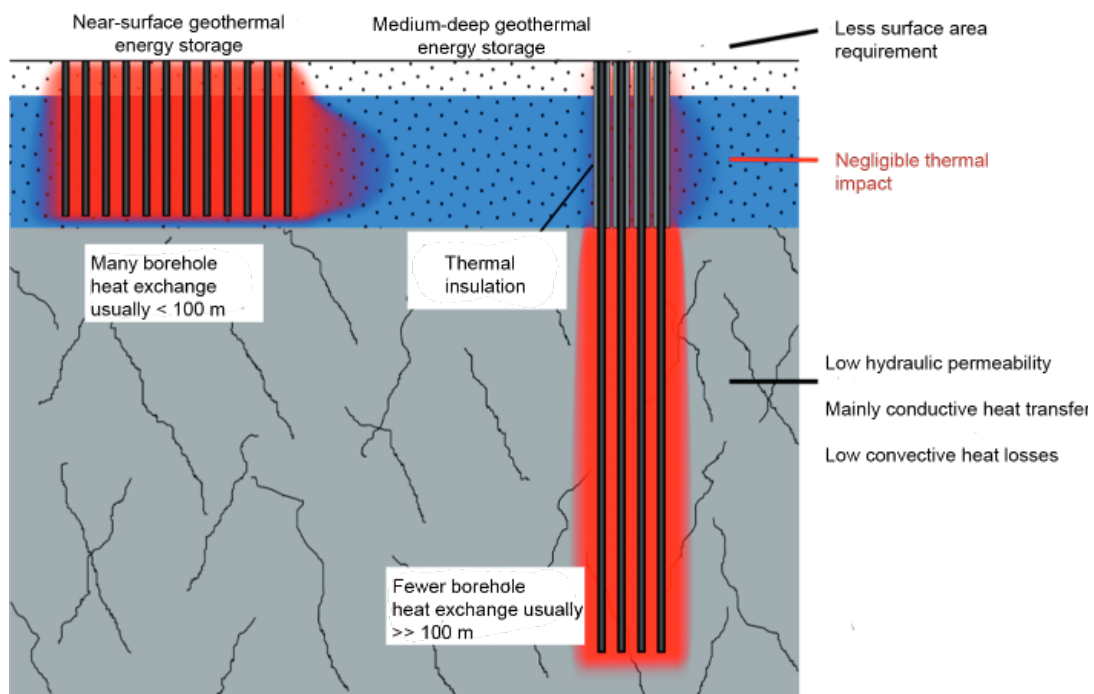 Near-surface geothermal
energy storage
Medium-deep geothermal
energy storage
Less surface area
requirement
Negligible thermal
impact
Many borehole
heat exchange
usually < 100 m
Thermal
insulation
Low hydraulic permeability
Mainly conductive heat transfer
Low convective heat losses
Fewer borehole
heat exchange usually
>> 100 m